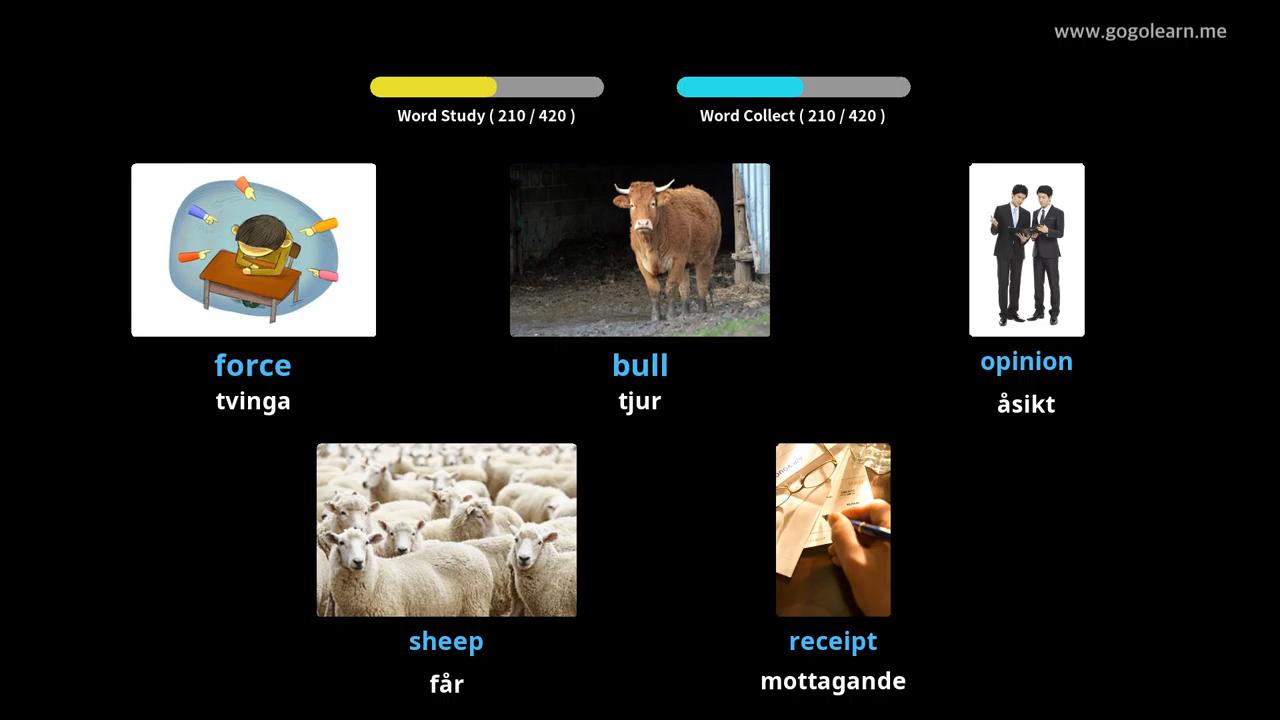 www.gogolearn.me
Word Study ( 210 / 420 )
Word Collect ( 210 / 420 )
force
tvinga
bull
tjur
opinion
åsikt
sheep
får
receipt
mottagande